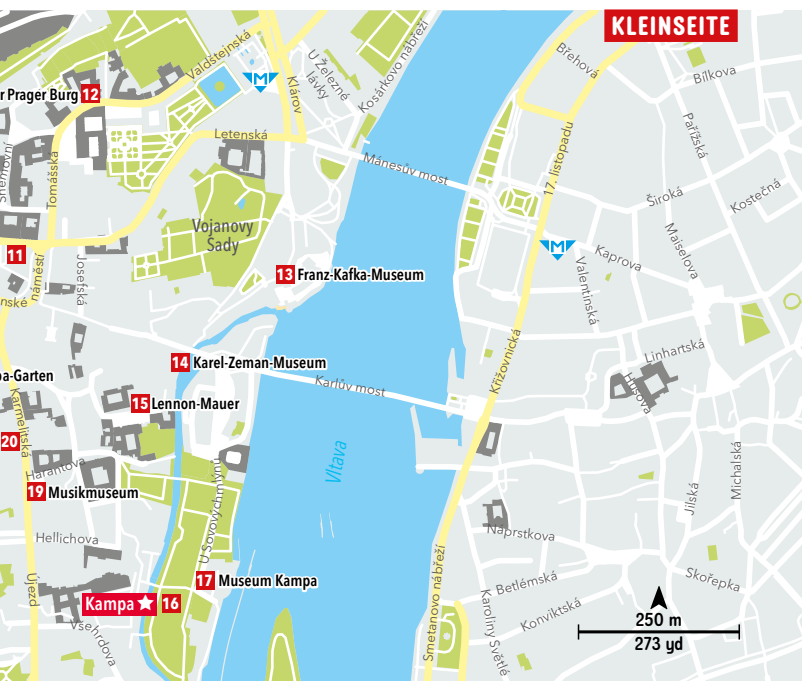 KLEINSEITE
Valdštejnská
M
Klárov
U Železné
lávky
Kosárkovo nábřeží
Břehová
Bílkova
r Prager Burg 12
Letenská
Mánesův most
17. listopadu
Pařížská
Sněmovní
Tomášská
Široká
Kostečná
Vojanovy
Sady
M
Kaprova
Maiselova
11
náměstí
Josefská
13 Franz-Kafka-Museum
Valentinská
nské
Křižovnická
Linhartská
14 Karel-Zeman-Museum
ba-Garten
Karlův most
Husova
15 Lennon-Mauer
Karmelitská
20
Vltava
Michalská
Harantova
19 Musikmuseum
U Sovových mlýnů
Jilská
Hellichova
Náprstkova
Smetanovo nábřeží
Újezd
17 Museum Kampa
Betlémská
Skořepka
Kampa ★ 16
Karoliny Světlé
Konviktská
Všehrdova
250 m
273 yd